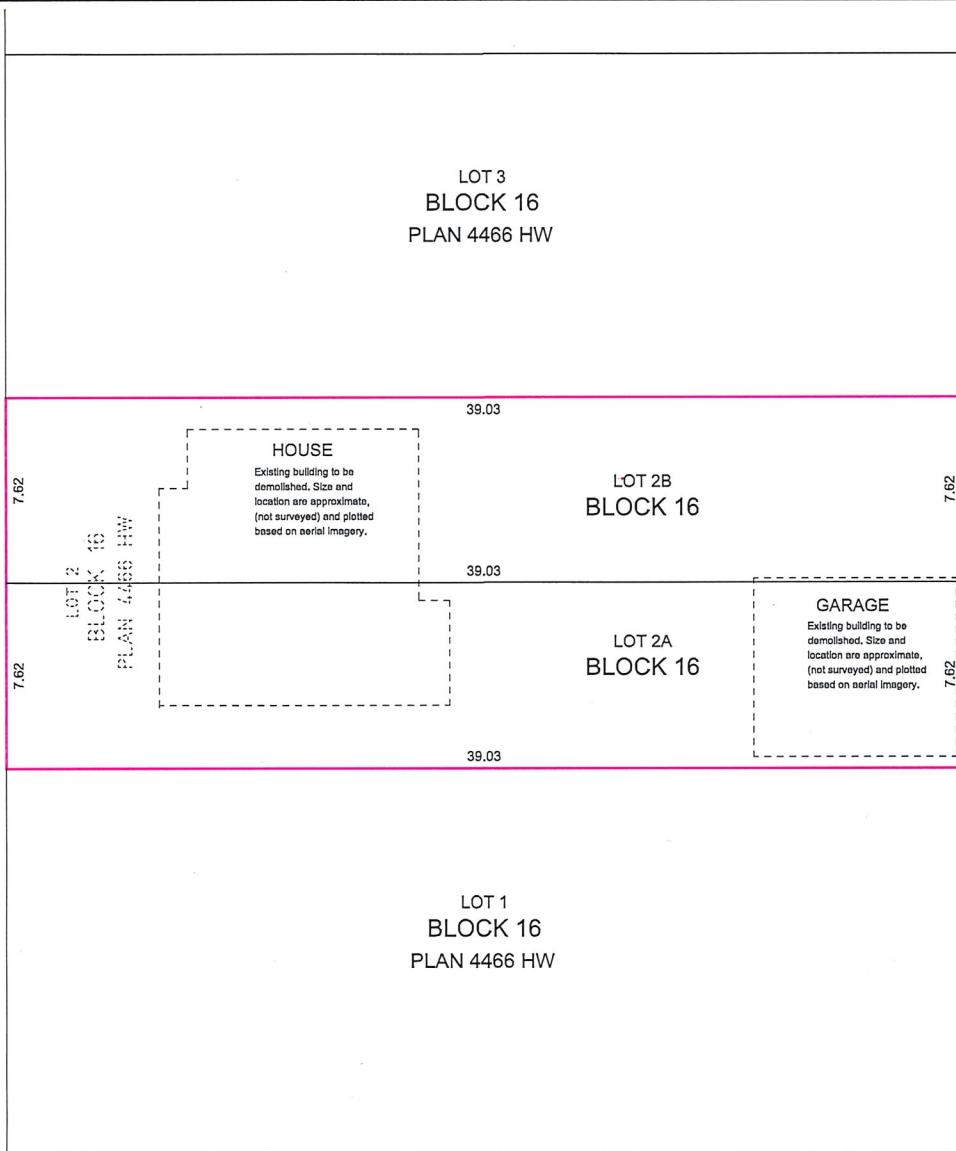 LOT 3
BLOCK 16
PLAN 4466 HW
39.03
HOUSE
Existing building to be
demolished. Size and
location are approximate,
(not surveyed) and plotted
based on aerial imagery.
7.62
LOT 2B
BLOCK 16
7.62
LOT 2
BLOCK 16
PLAN 4466 HW
39.03
7.62
LOT 2A
BLOCK 16
GARAGE
Existing building to be
demolished. Size and
location are approximate,
(not surveyed) and plotted
based on aerial imagery.
7.62
39.03
LOT 1
BLOCK 16
PLAN 4466 HW